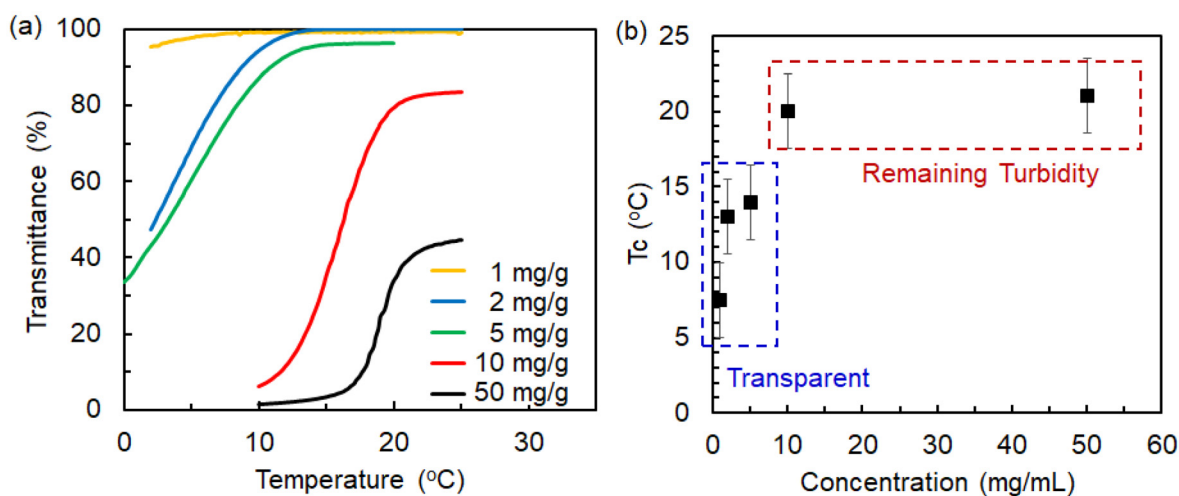 (a)
100
80
60
40
20
0
Transmittance (%)
0 10 20 30
Temperature (ºC)
1 mg/g
2 mg/g
5 mg/g
10 mg/g
50 mg/g
(b)
25
20
15
10
5
0
Tc (ºC)
Remaining Turbidity
Transparent
0 10 20 30 40 50 60
Concentration (mg/mL)